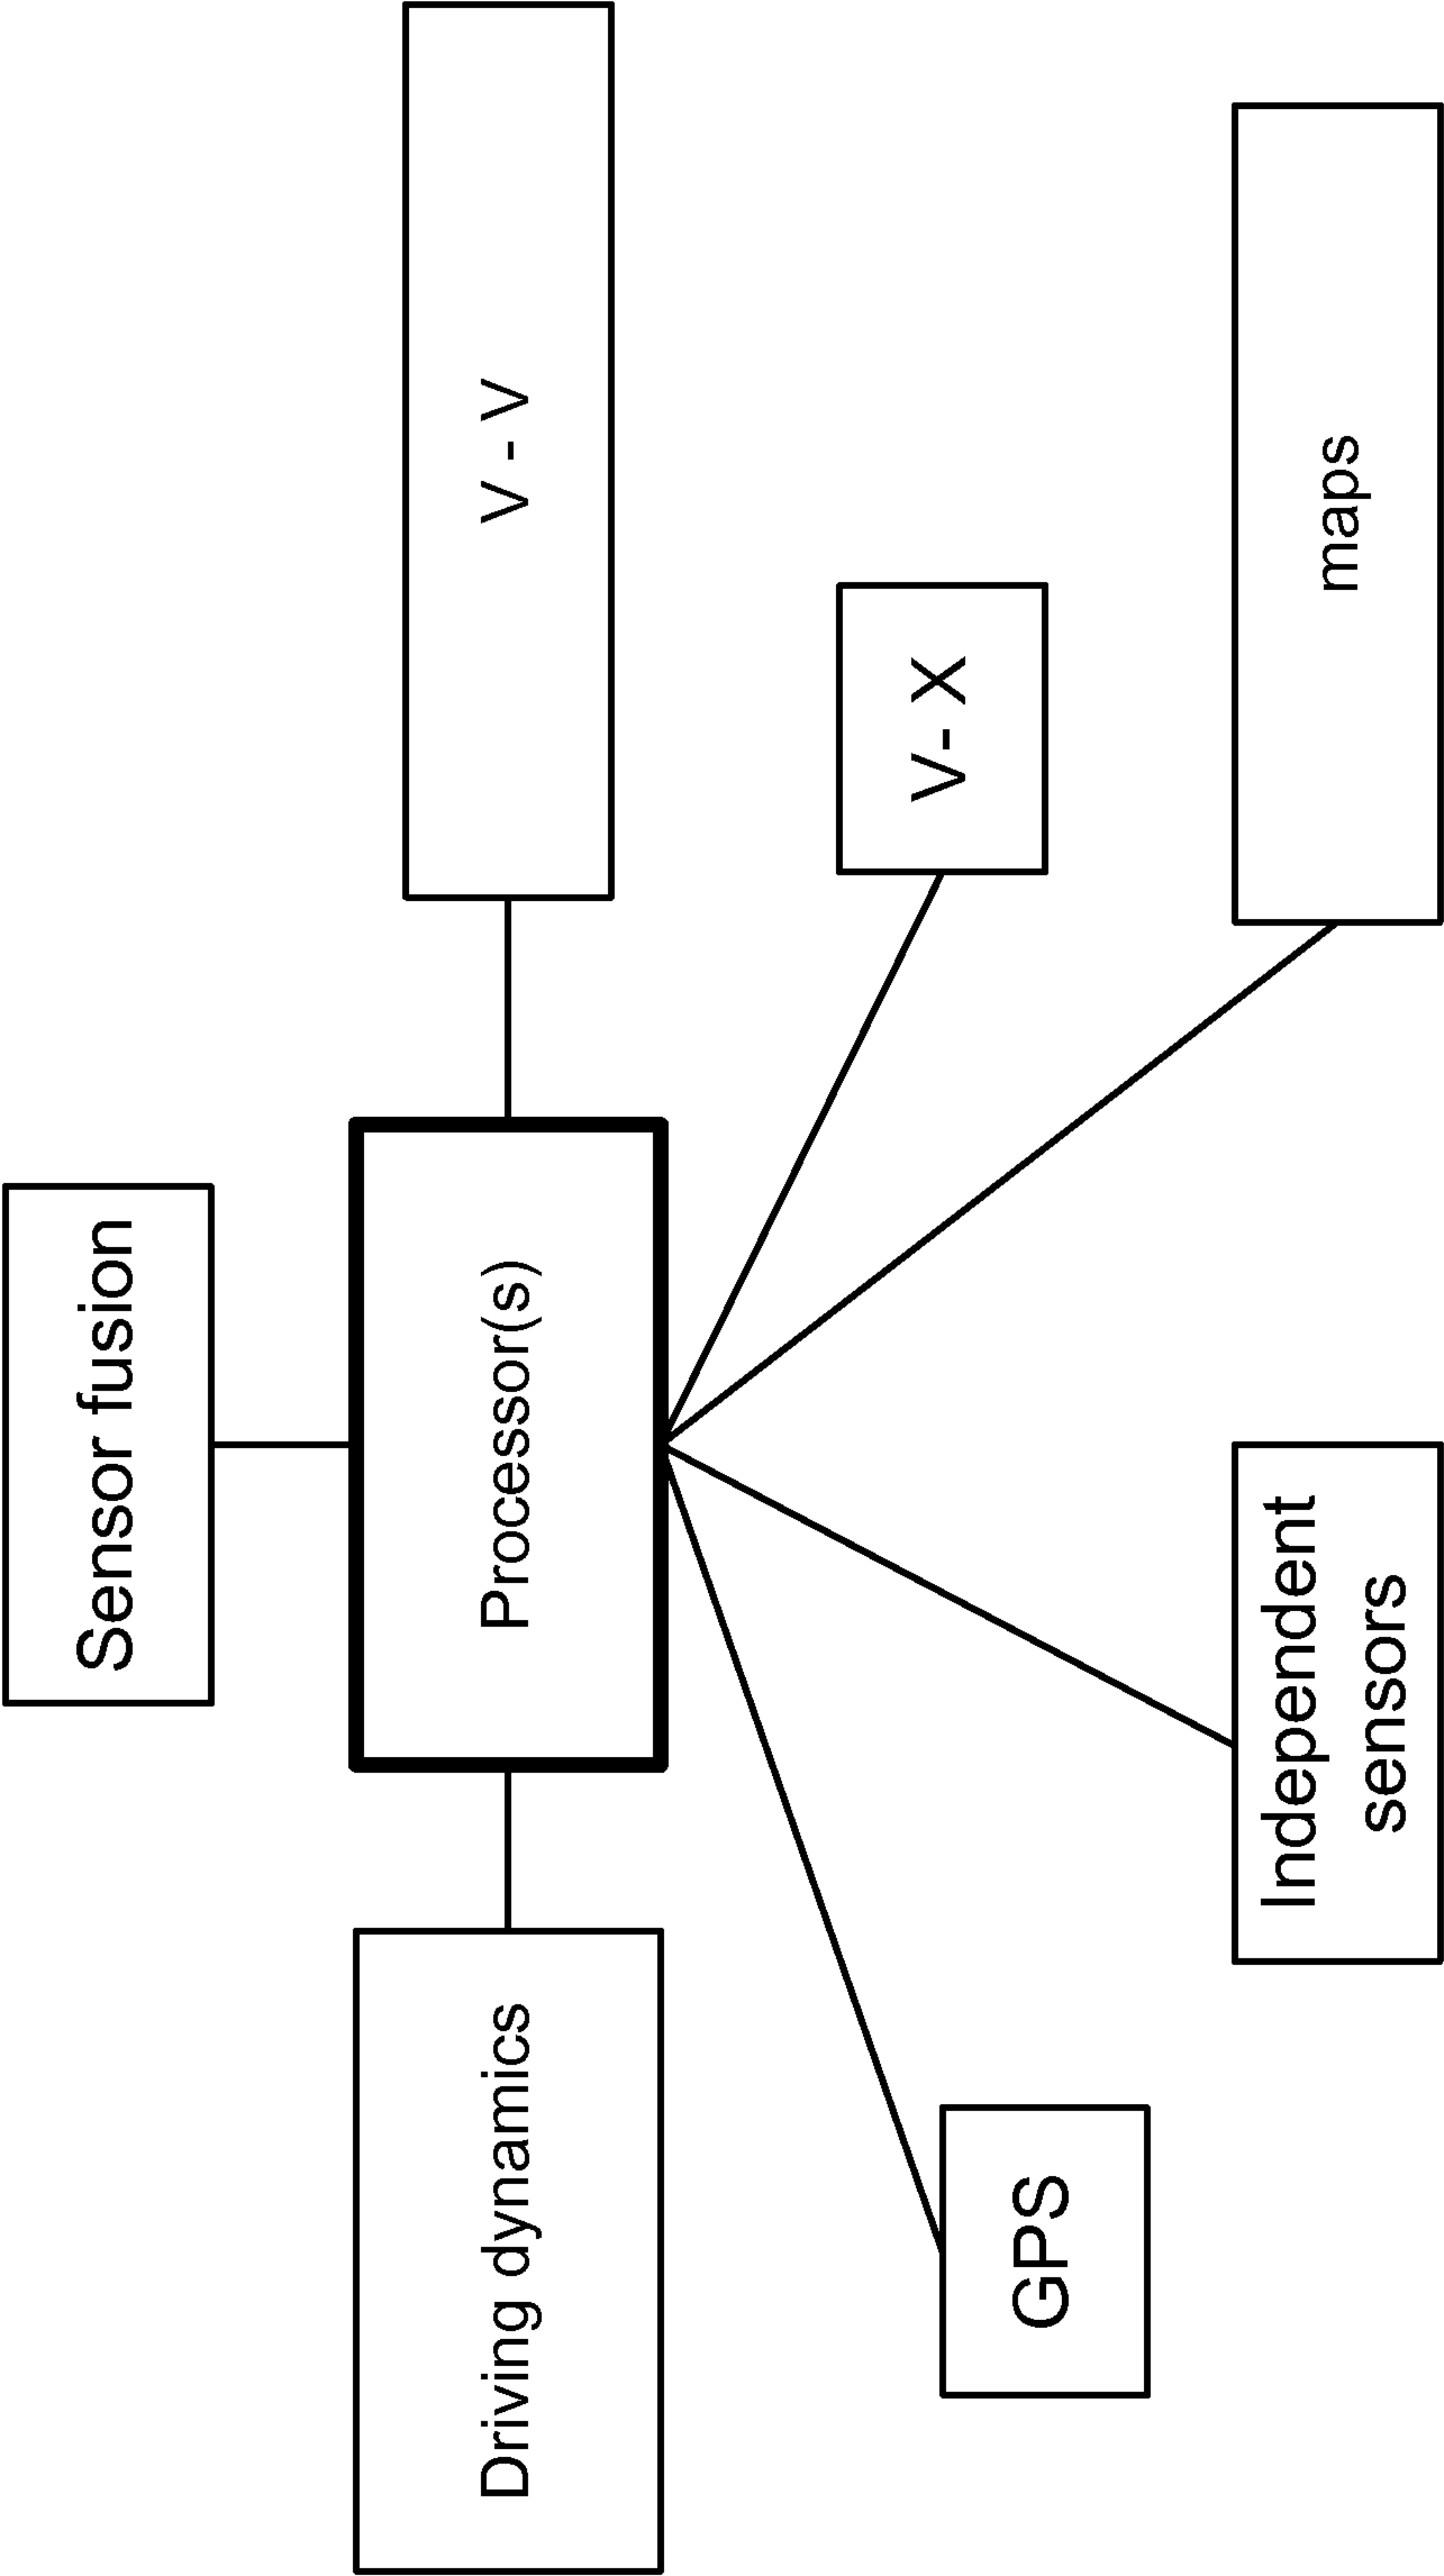 Sensor fusion
Driving dynamics
Processor(s)
V - V
V- X
GPS
Independent
sensors
maps